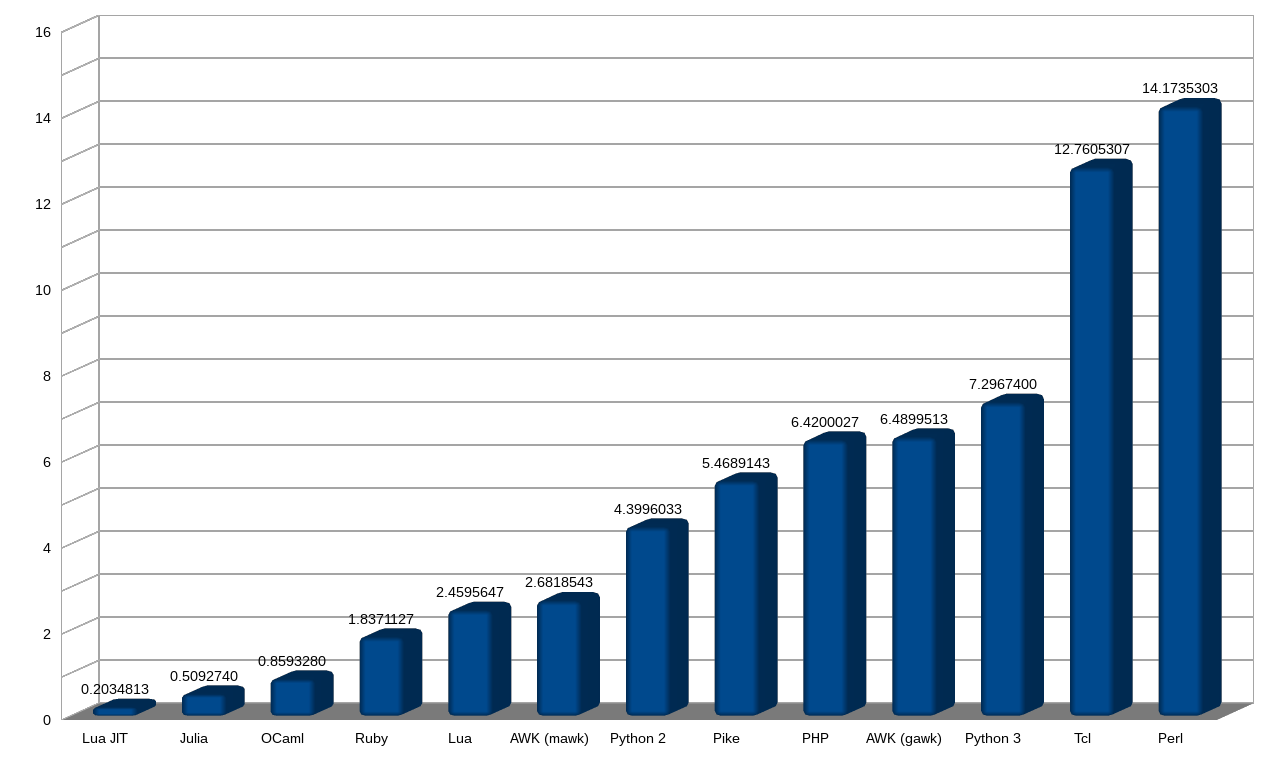 16
14
12
10
8
6
4
2
0
0.2034813
0.5092740
0.8593280
1.8371127
2.4595647
2.6818543
4.3996033
5.4689143
6.4200027
6.4899513
7.2967400
12.7605307
14.1735303
Lua JIT
Julia
OCaml
Ruby
Lua
AWK (mawk)
Python 2
Pike
PHP
AWK (gawk)
Python 3
Tcl
Perl